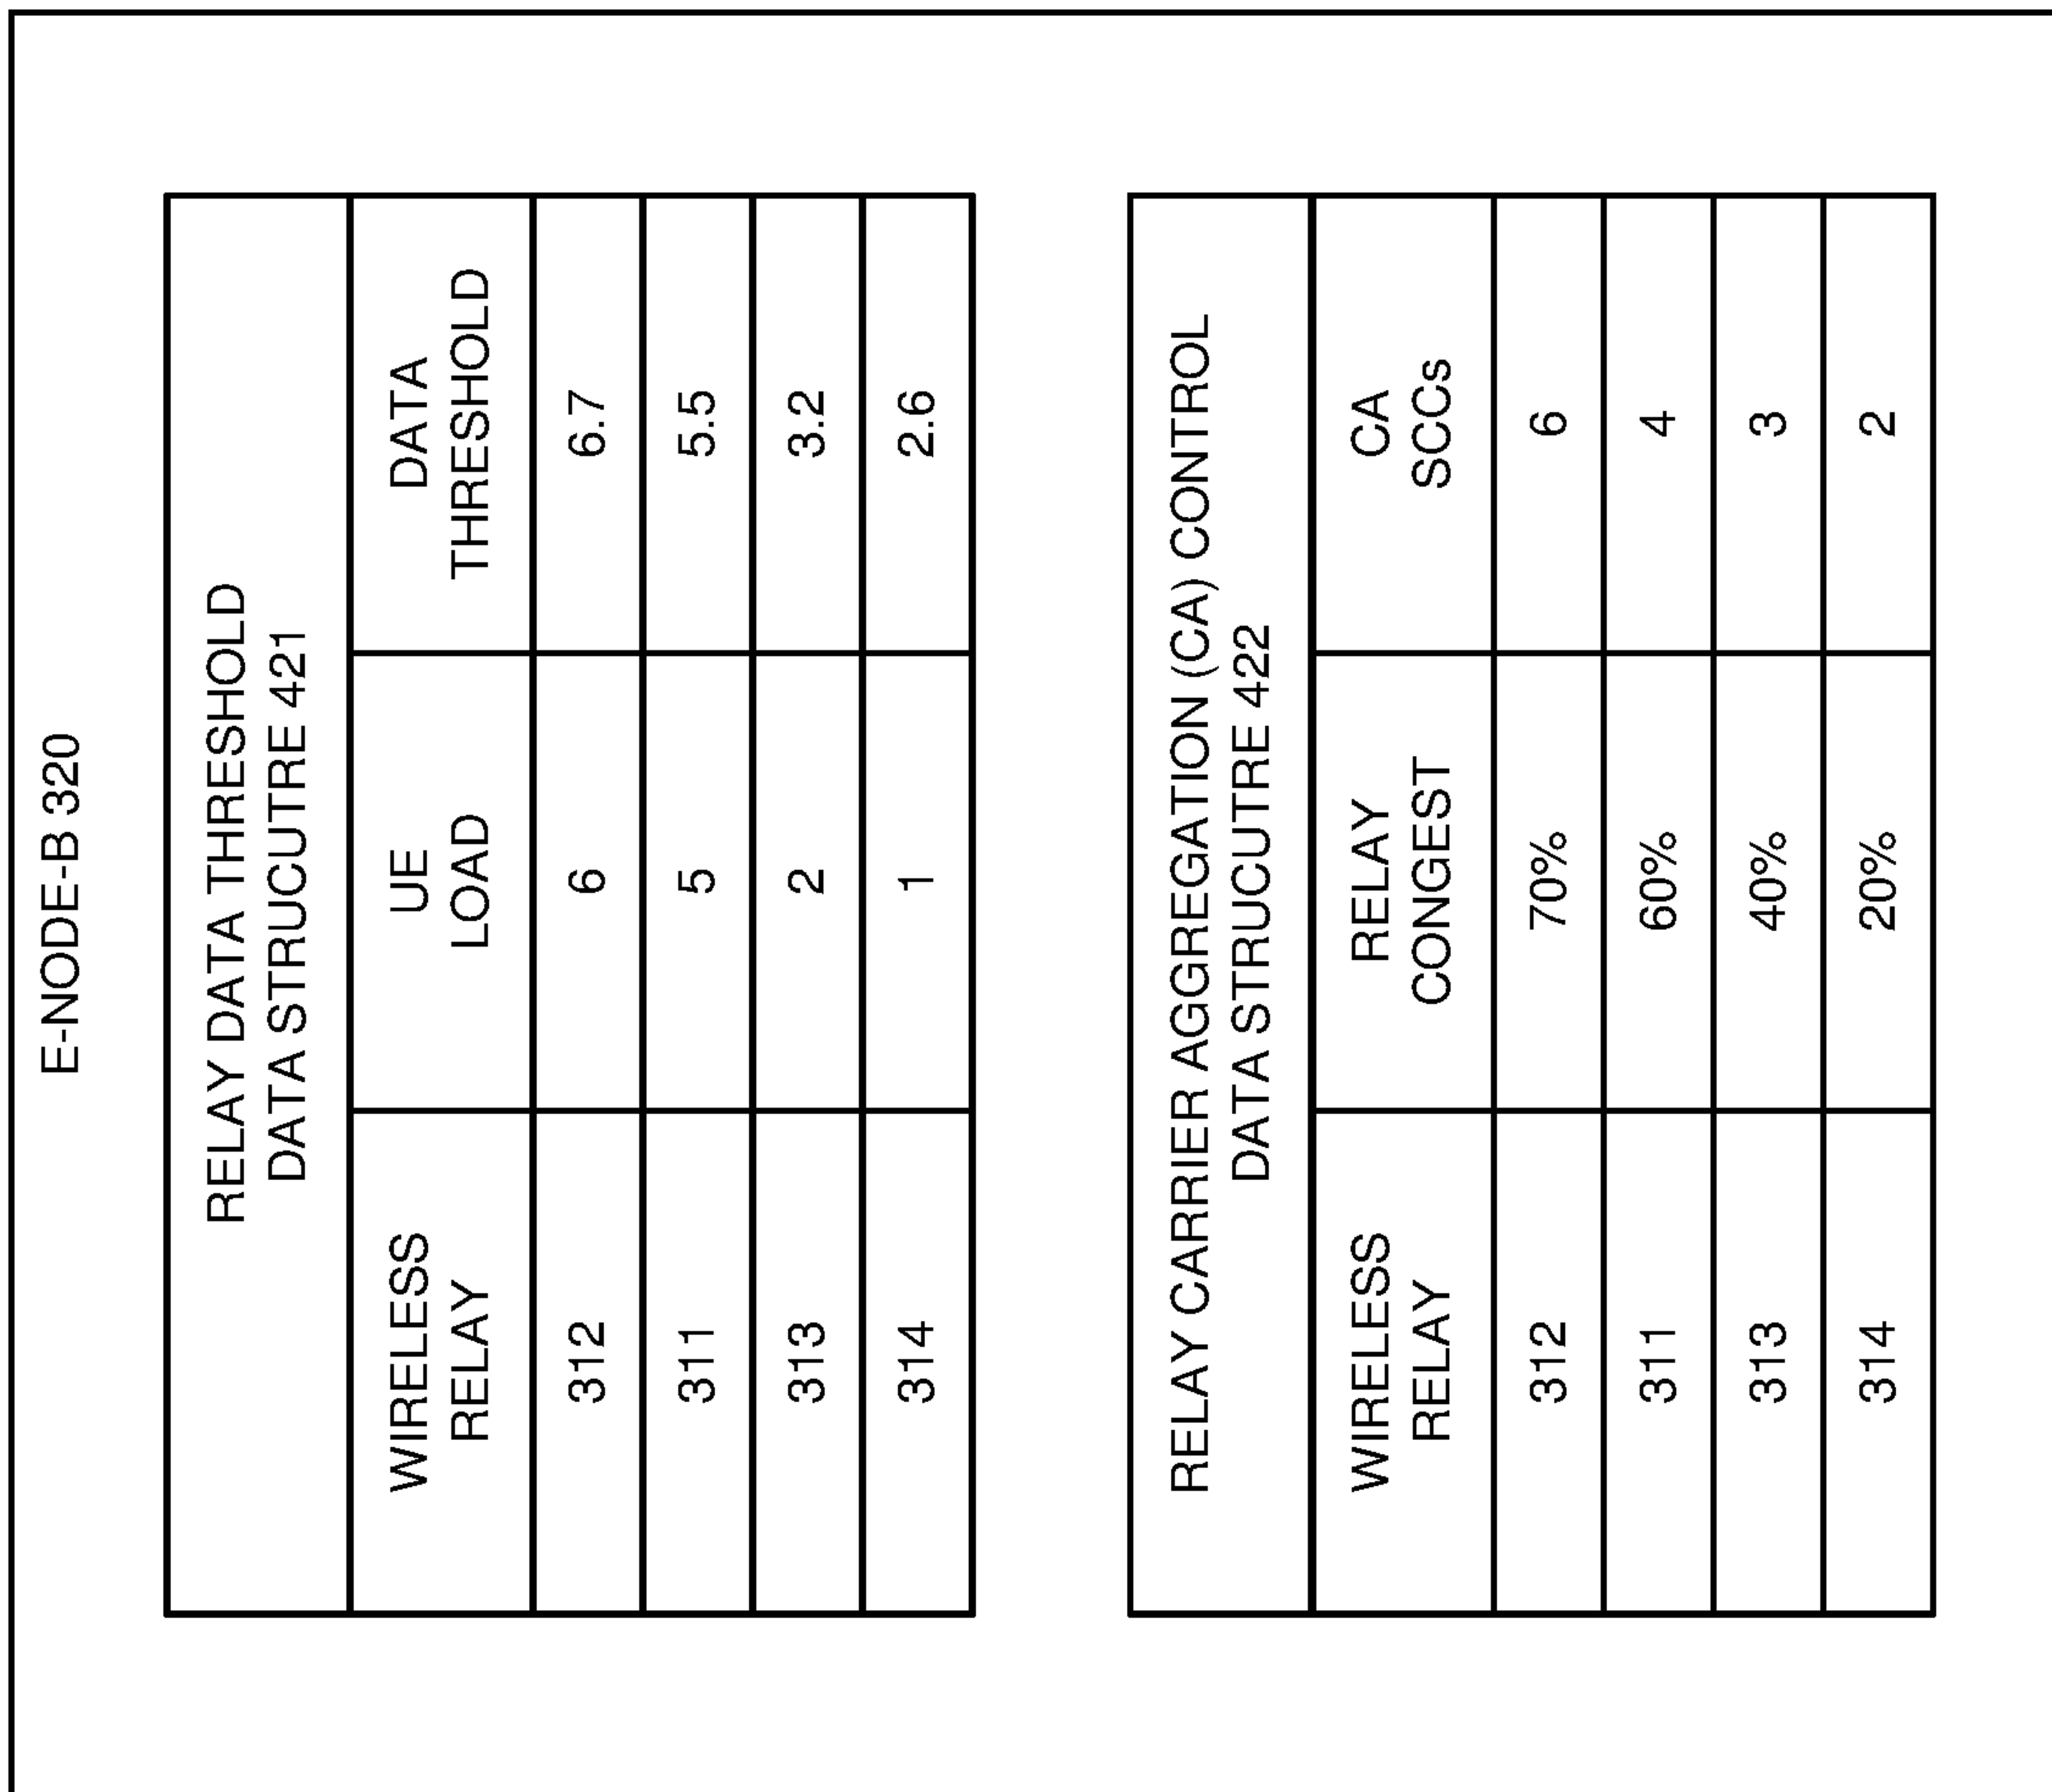 E-NODE-B 320
RELAY DATA THRESHOLD
DATA STRUCUTRE 421
WIRELESS RELAY UE LOAD DATA THRESHOLD
312 6 6.7
311 5 5.5
313 2 3.2
314 1 2.6
RELAY CARRIER AGGREGATION (CA) CONTROL
DATA STRUCUTRE 422
WIRELESS RELAY RELAY CONGEST CA SCCs
312 70% 6
311 60% 4
313 40% 3
314 20% 2